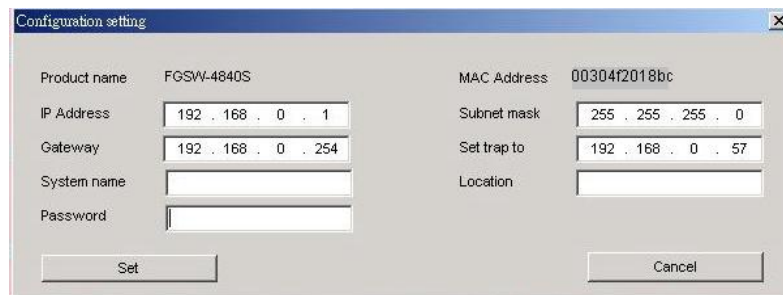 Configuration setting
Product name FGSW-4840S MAC Address 00304f2018bc
IP Address 192 . 168 . 0 . 1 Subnet mask 255 . 255 . 255 . 0
Gateway 192 . 168 . 0 . 254 Set trap to 192 . 168 . 0 . 57
System name Location
Password
Set Cancel